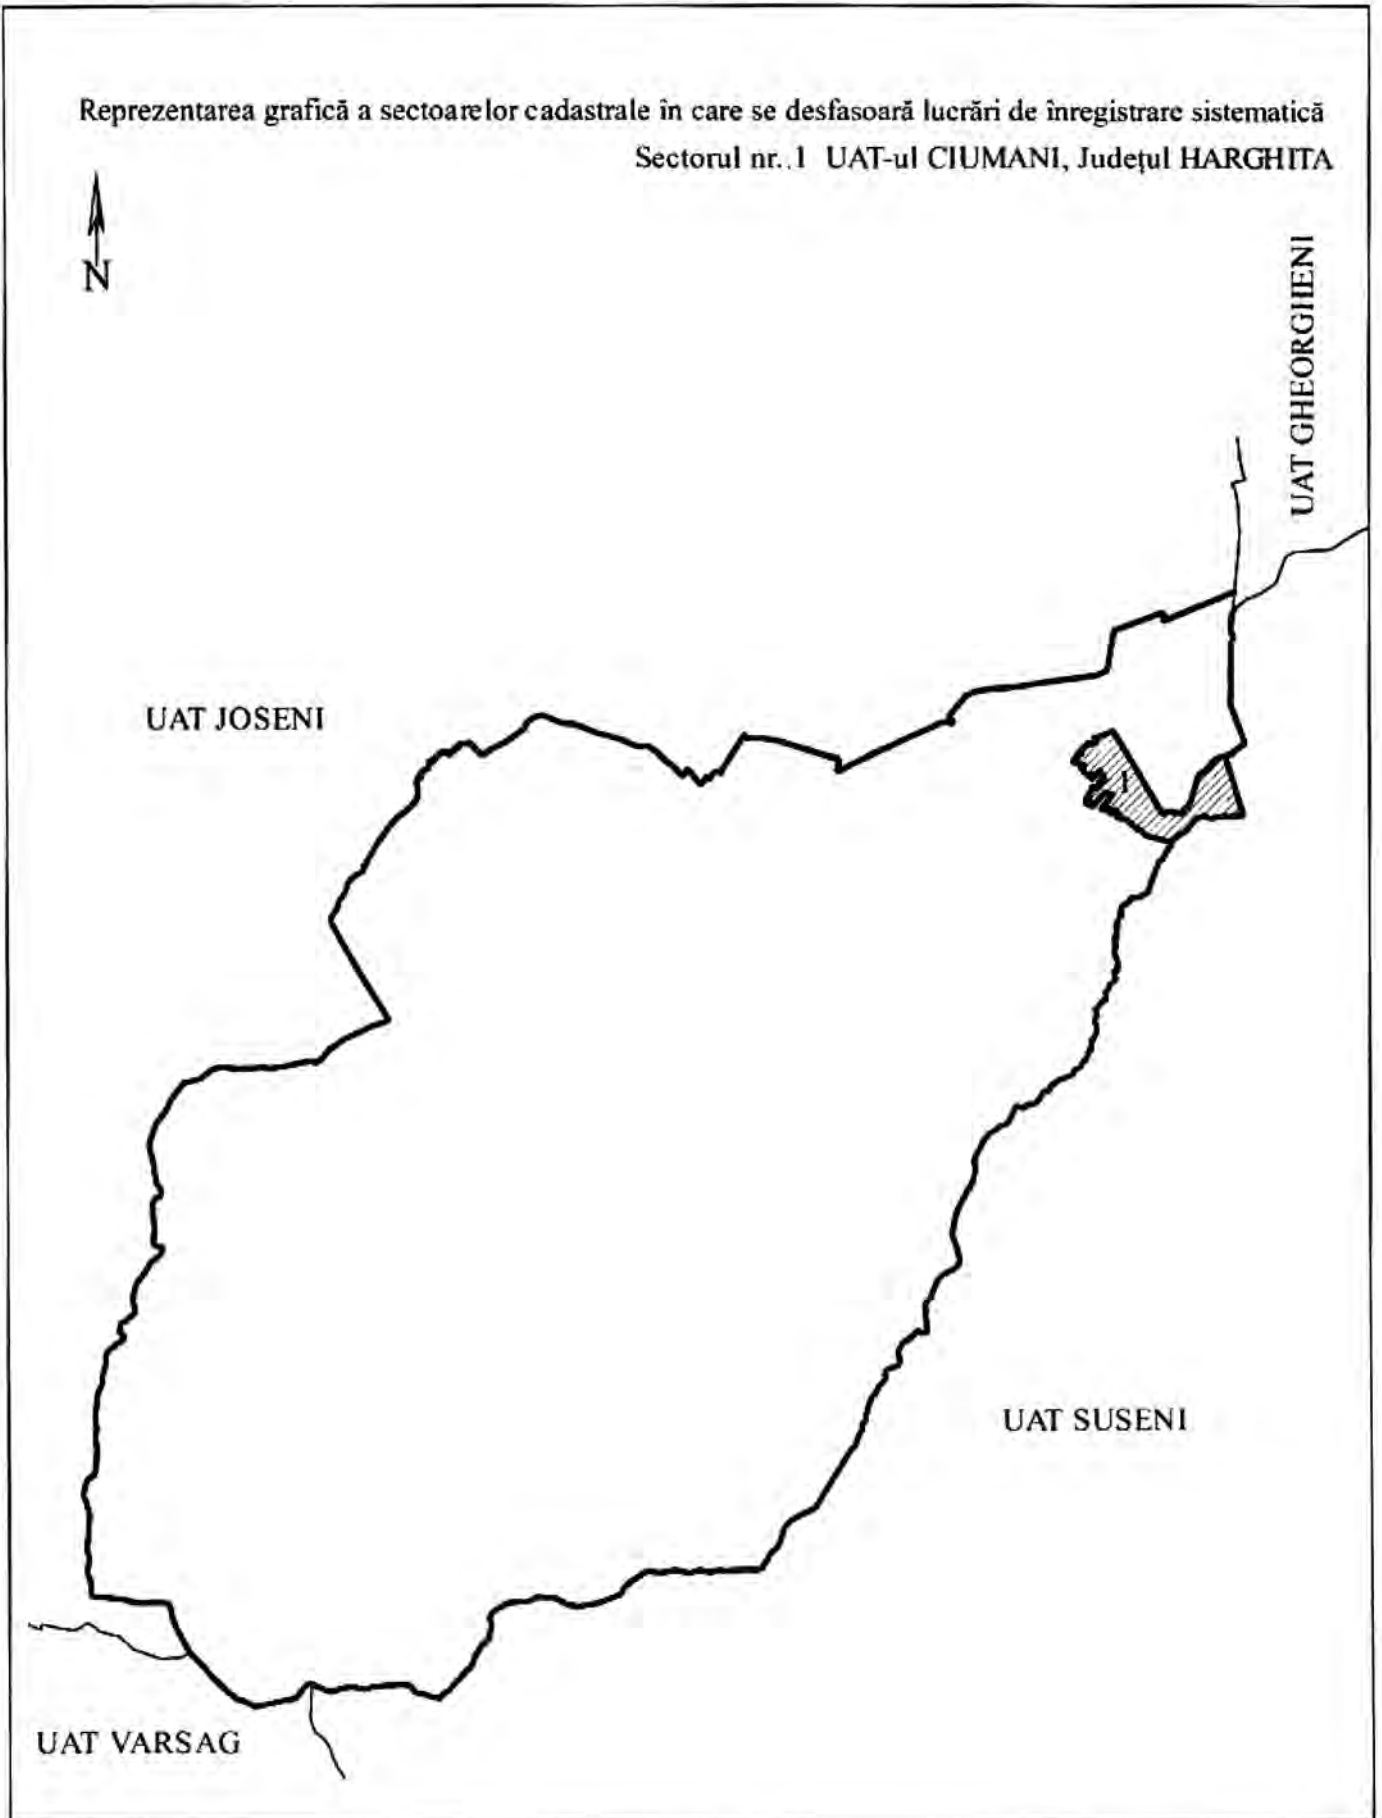 Reprezentarea grafică a sectoarelor cadastrale în care se desfasoară lucrări de înregistrare sistematică
Sectorul nr..1 UAT-ul CIUMANI, Județul HARGHITA
N
UAT GHEORGHENI
UAT JOSENI
1
UAT SUSENI
UAT VARSAG